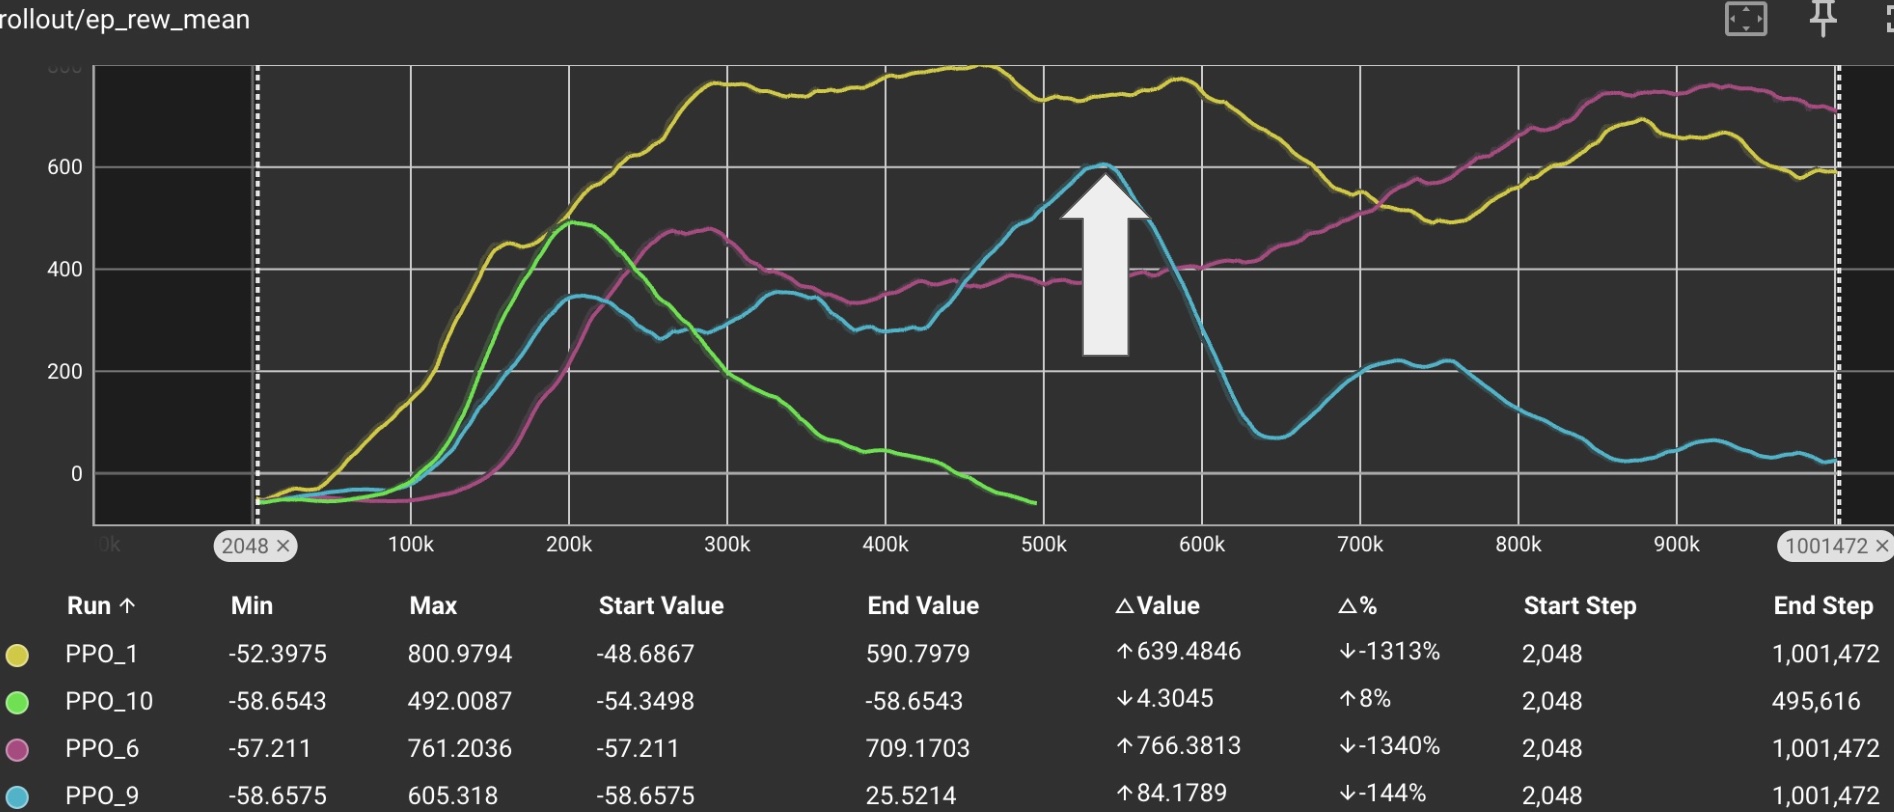 rollout/ep_rew_mean
600
400
200
0
2048 × 100k 200k 300k 400k 500k 600k 700k 800k 900k 1001472 ×
Run ↑ Min Max Start Value End Value △Value △% Start Step End Step
PPO_1 -52.3975 800.9794 -48.6867 590.7979 ↑639.4846 ↓-1313% 2,048 1,001,472
PPO_10 -58.6543 492.0087 -54.3498 -58.6543 ↓4.3045 ↑8% 2,048 495,616
PPO_6 -57.211 761.2036 -57.211 709.1703 ↑766.3813 ↓-1340% 2,048 1,001,472
PPO_9 -58.6575 605.318 -58.6575 25.5214 ↑84.1789 ↓-144% 2,048 1,001,472